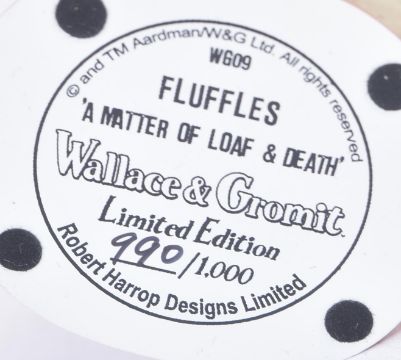 © and TM Aardman/W&G Ltd. All rights reserved
WG09
FLUFFLES
'A MATTER OF LOAF & DEATH'
Wallace & Gromit
Limited Edition
990/1.000
Robert Harrop Designs Limited